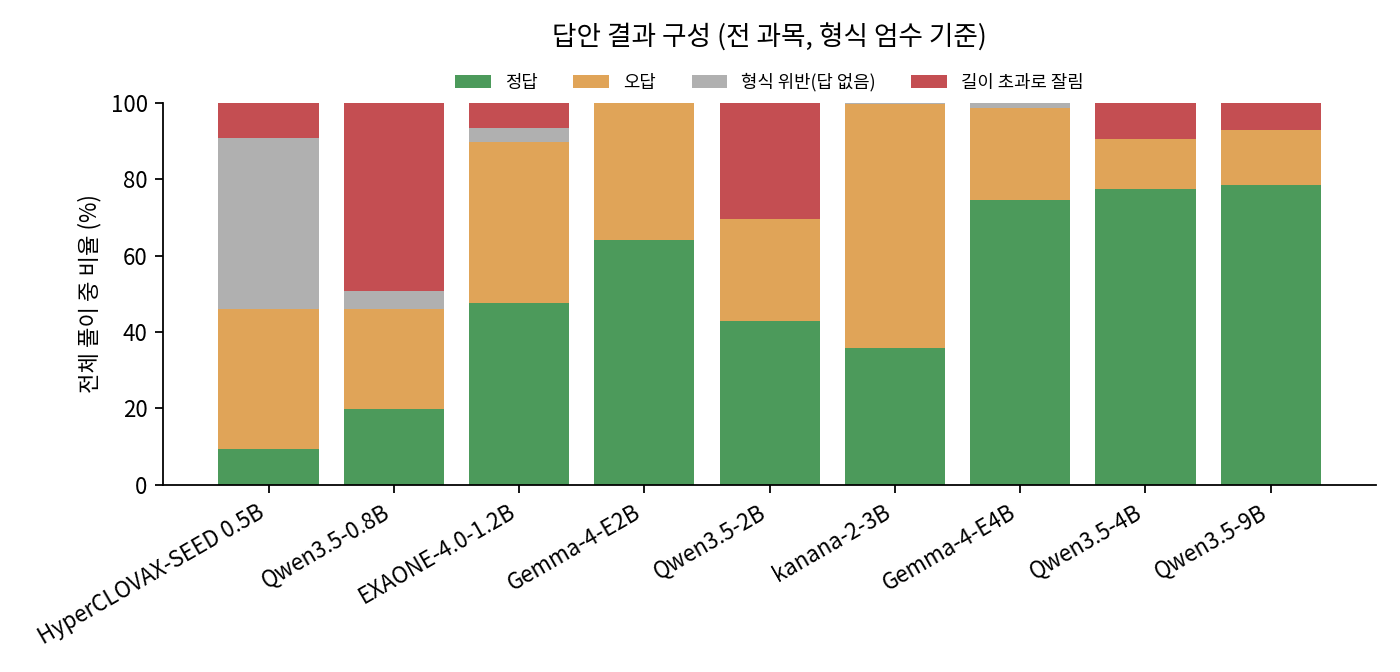 답안 결과 구성 (전 과목, 형식 엄수 기준)
정답 오답 형식 위반(답 없음) 길이 초과로 잘림
전체 풀이 중 비율 (%)
100
80
60
40
20
0
HyperCLOVAX-SEED 0.5B
Qwen3.5-0.8B
EXAONE-4.0-1.2B
Gemma-4-E2B
Qwen3.5-2B
kanana-2-3B
Gemma-4-E4B
Qwen3.5-4B
Qwen3.5-9B